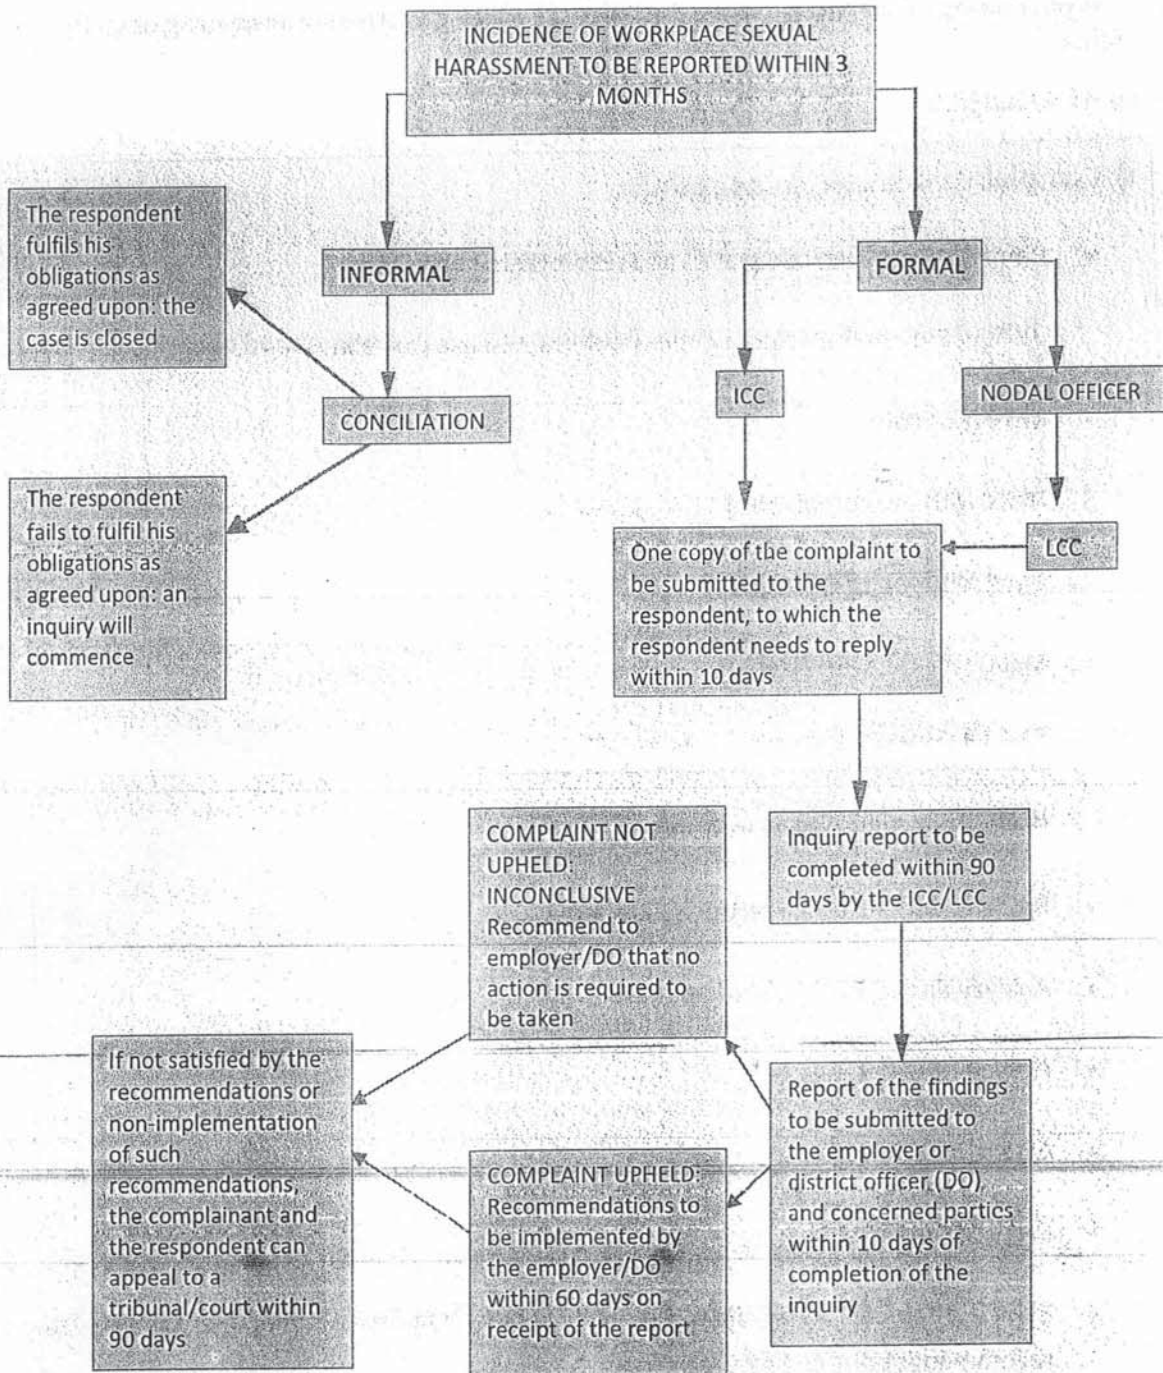 INCIDENCE OF WORKPLACE SEXUAL
HARASSMENT TO BE REPORTED WITHIN 3
MONTHS
The respondent
fulfils his
obligations as
agreed upon: the
case is closed
INFORMAL
FORMAL
CONCILIATION
ICC
NODAL OFFICER
The respondent
fails to fulfil his
obligations as
agreed upon: an
inquiry will
commence
One copy of the complaint to
be submitted to the
respondent, to which the
respondent needs to reply
within 10 days
LCC
Inquiry report to be
completed within 90
days by the ICC/LCC
COMPLAINT NOT
UPHELD:
INCONCLUSIVE
Recommend to
employer/DO that no
action is required to
be taken
Report of the findings
to be submitted to
the employer or
district officer (DO)
and concerned parties
within 10 days of
completion of the
inquiry
COMPLAINT UPHELD:
Recommendations to
be implemented by
the employer/DO
within 60 days on
receipt of the report
If not satisfied by the
recommendations or
non-implementation
of such
recommendations,
the complainant and
the respondent can
appeal to a
tribunal/court within
90 days